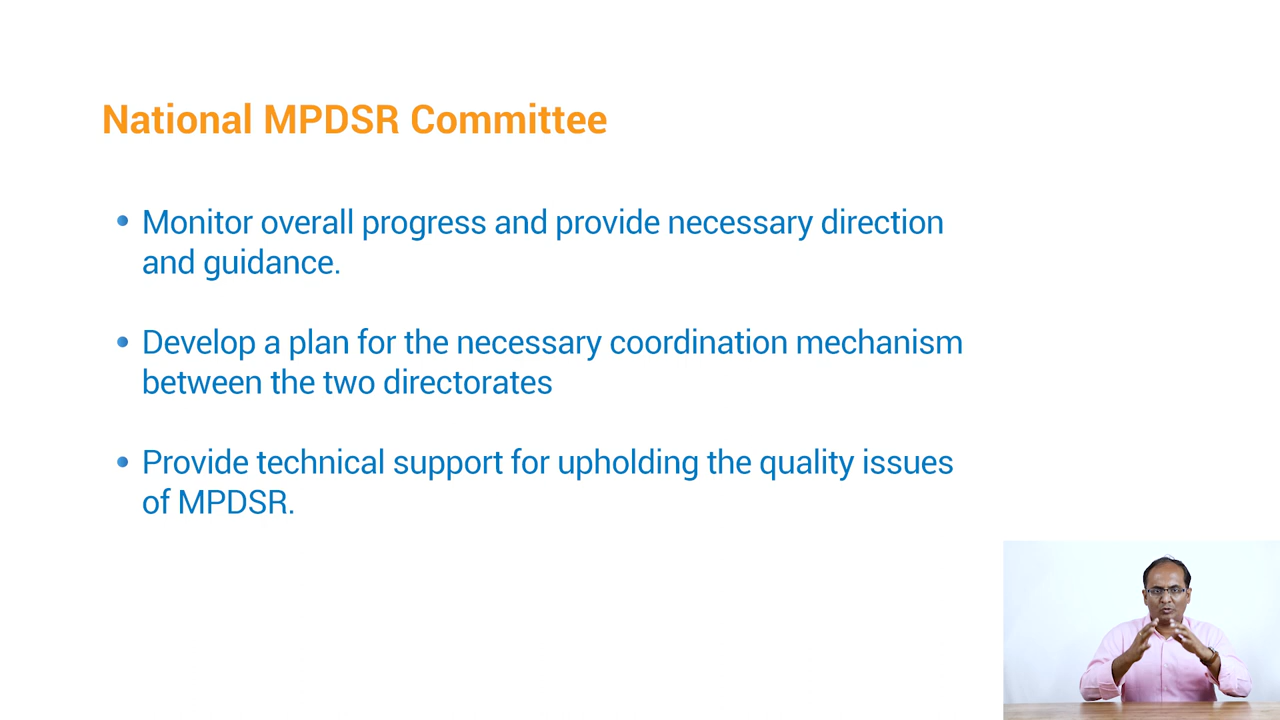 National MPDSR Committee
• Monitor overall progress and provide necessary direction
and guidance.
• Develop a plan for the necessary coordination mechanism
between the two directorates
• Provide technical support for upholding the quality issues
of MPDSR.